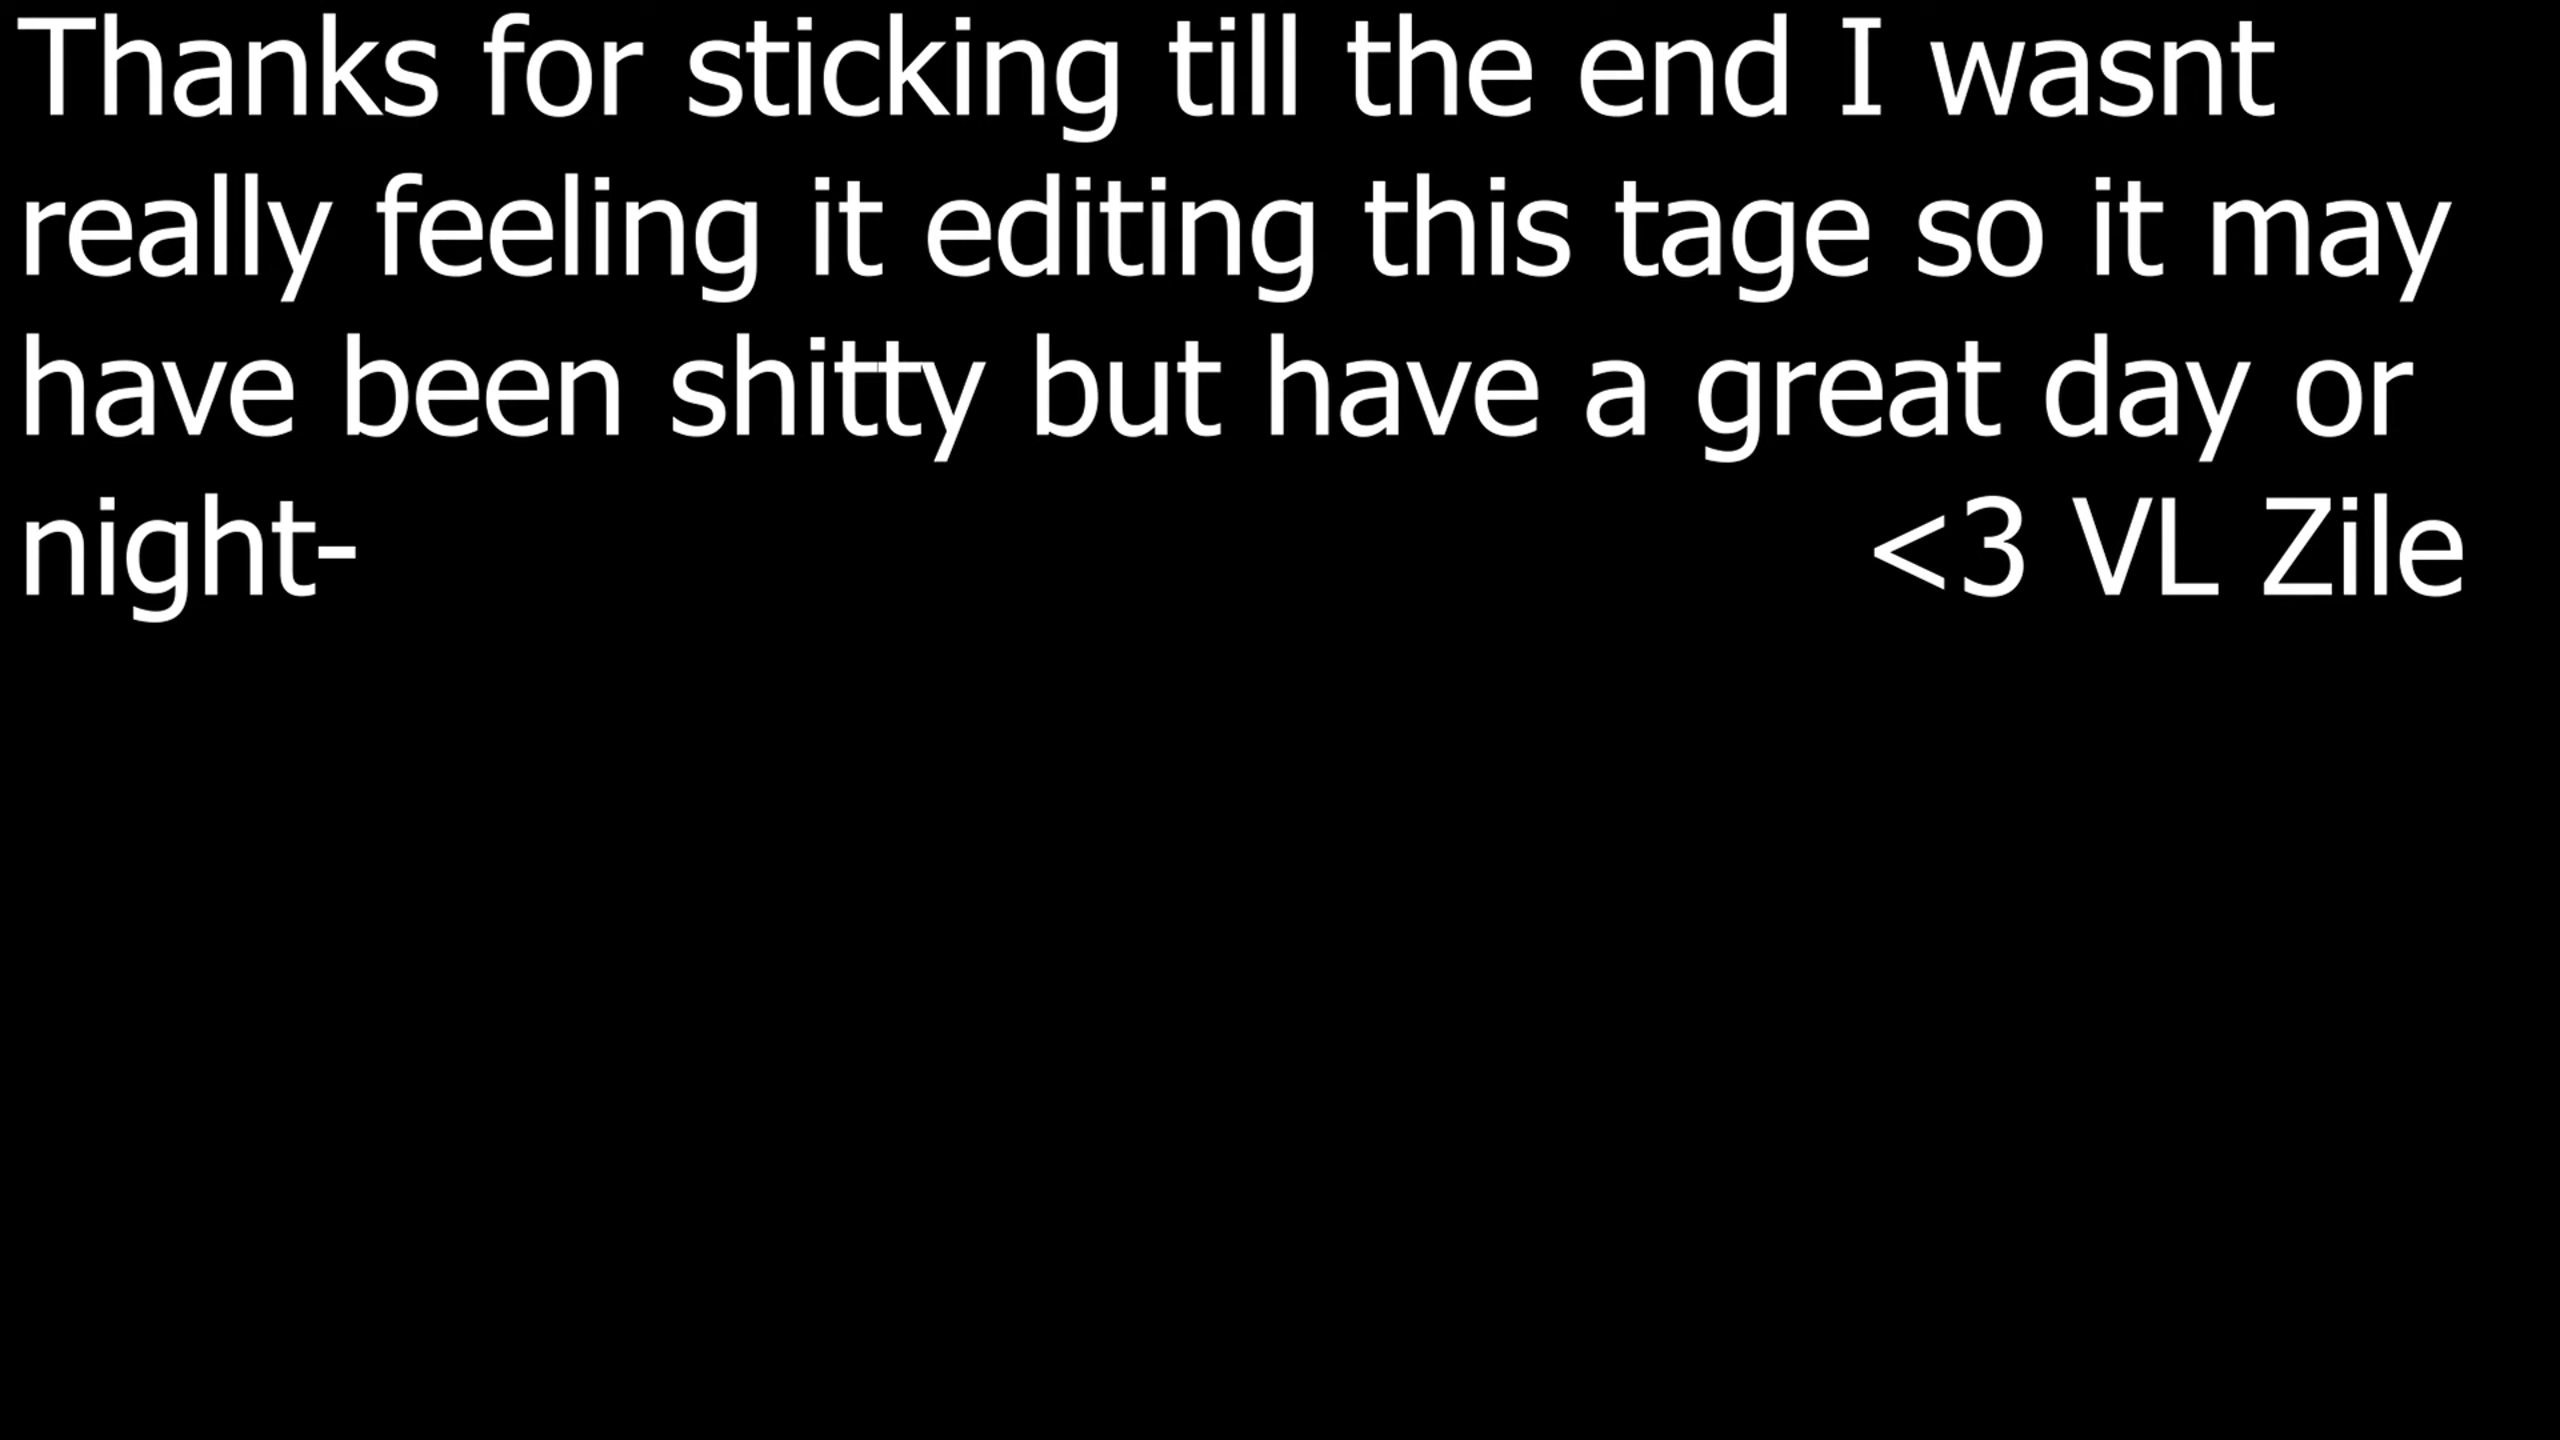 Thanks for sticking till the end I wasnt
really feeling it editing this tage so it may
have been shitty but have a great day or
night- <3 VL Zile